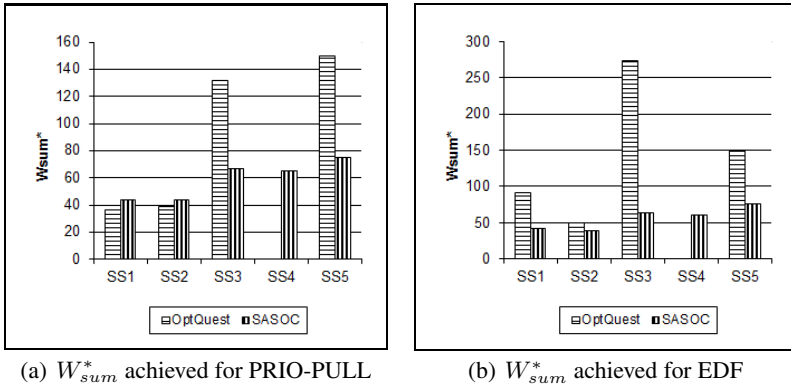 160
140
120
100
80
60
40
20
0
Wsum*
SS1 SS2 SS3 SS4 SS5
OptQuest SASOC
(a) W*sum achieved for PRIO-PULL
300
250
200
150
100
50
0
Wsum*
SS1 SS2 SS3 SS4 SS5
OptQuest SASOC
(b) W*sum achieved for EDF